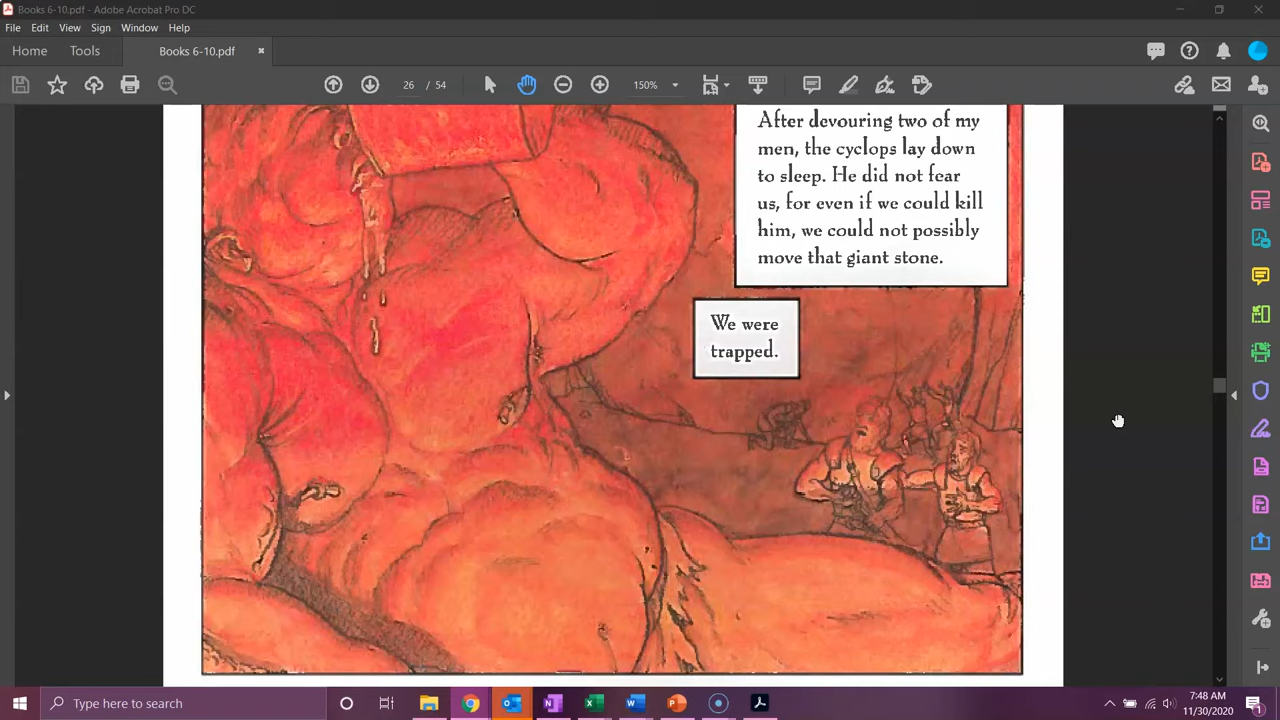 Books 6-10.pdf - Adobe Acrobat Pro DC
File Edit View Sign Window Help
Home Tools Books 6-10.pdf
26 / 54 150%
After devouring two of my
men, the cyclops lay down
to sleep. He did not fear
us, for even if we could kill
him, we could not possibly
move that giant stone.
We were
trapped.
Type here to search
7:48 AM
11/30/2020
1